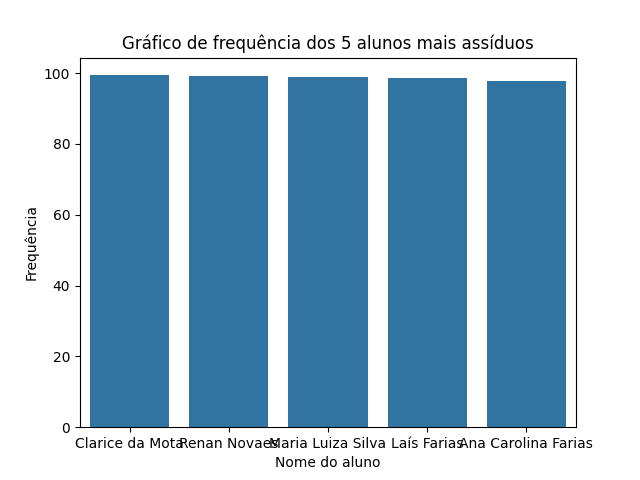 Gráfico de frequência dos 5 alunos mais assíduos
Frequência
100
80
60
40
20
0
Clarice da Mota Renan Novaes Maria Luiza Silva Laís Farias Ana Carolina Farias
Nome do aluno